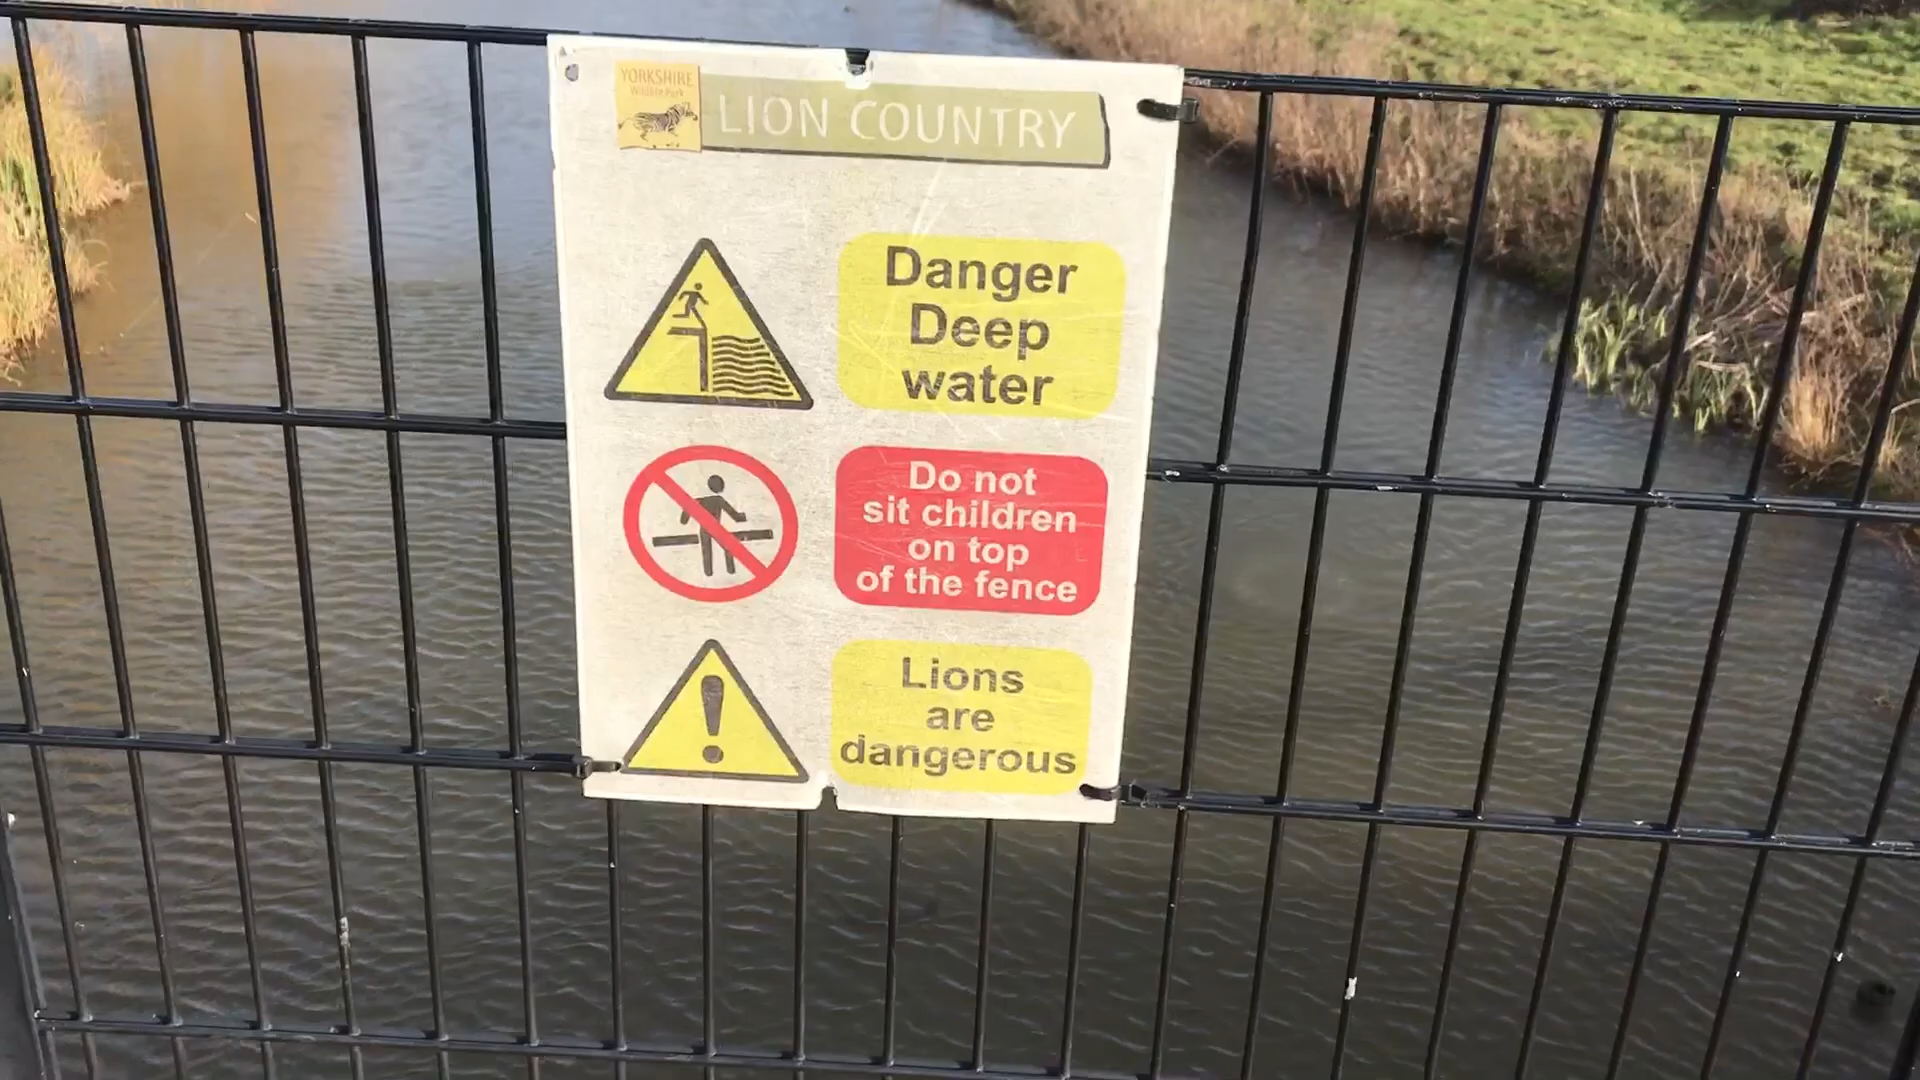 YORKSHIRE
Wildlife Park
LION COUNTRY
Danger
Deep
water
Do not
sit children
on top
of the fence
Lions
are
dangerous